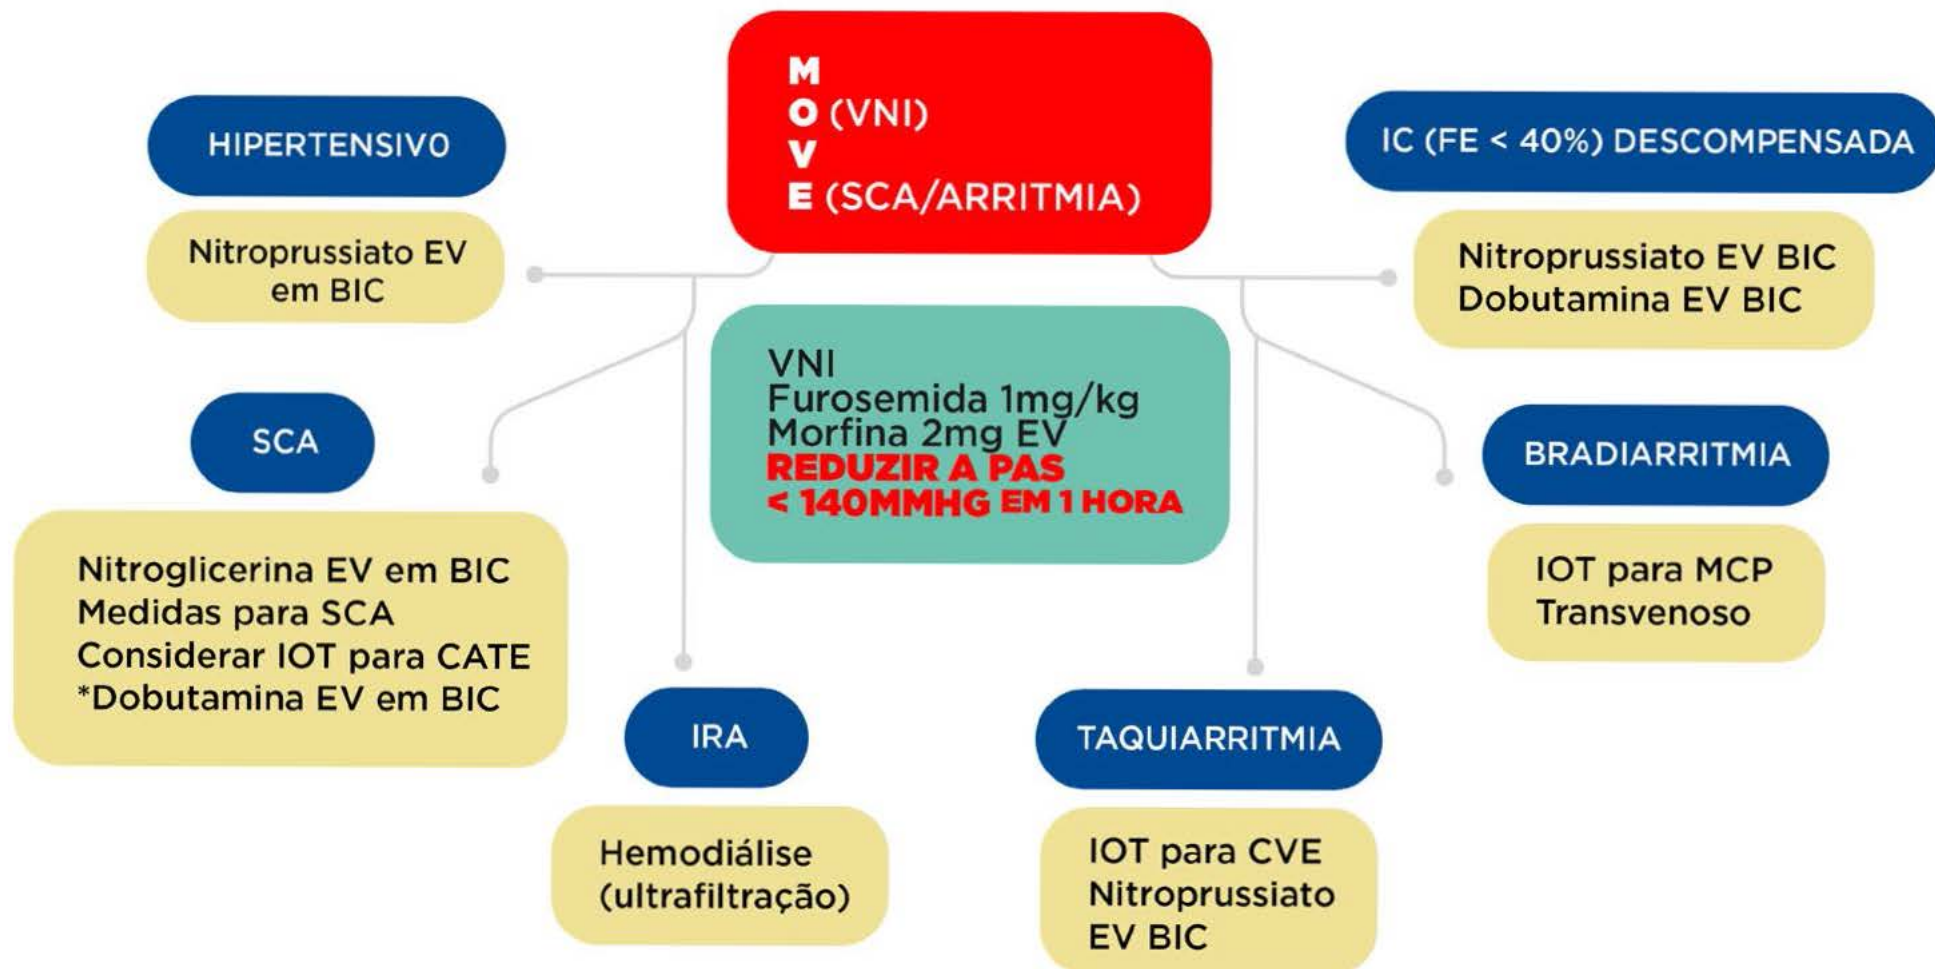 M
O (VNI)
V
E (SCA/ARRITMIA)
HIPERTENSIVO
Nitroprussiato EV
em BIC
IC (FE < 40%) DESCOMPENSADA
Nitroprussiato EV BIC
Dobutamina EV BIC
VNI
Furosemida 1mg/kg
Morfina 2mg EV
REDUZIR A PAS
< 140MMHG EM 1 HORA
SCA
Nitroglicerina EV em BIC
Medidas para SCA
Considerar IOT para CATE
*Dobutamina EV em BIC
BRADIARRITMIA
IOT para MCP
Transvenoso
IRA
Hemodiálise
(ultrafiltração)
TAQUIARRITMIA
IOT para CVE
Nitroprussiato
EV BIC